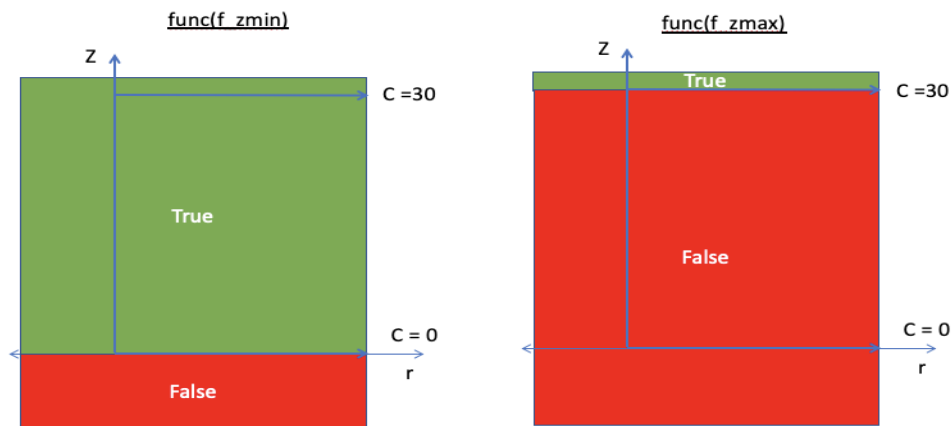 func(f_zmin)
Z
C =30
True
C = 0
r
False
func(f_zmax)
Z
True
C =30
False
C = 0
r